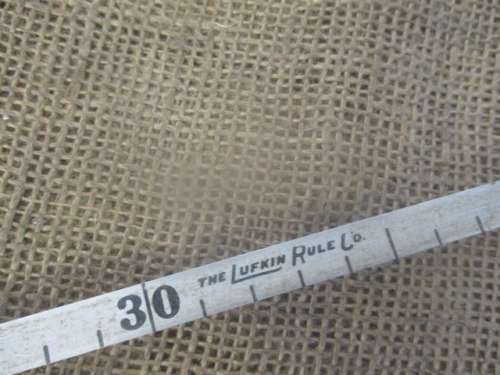 30 THE LUFKIN RULE CO.